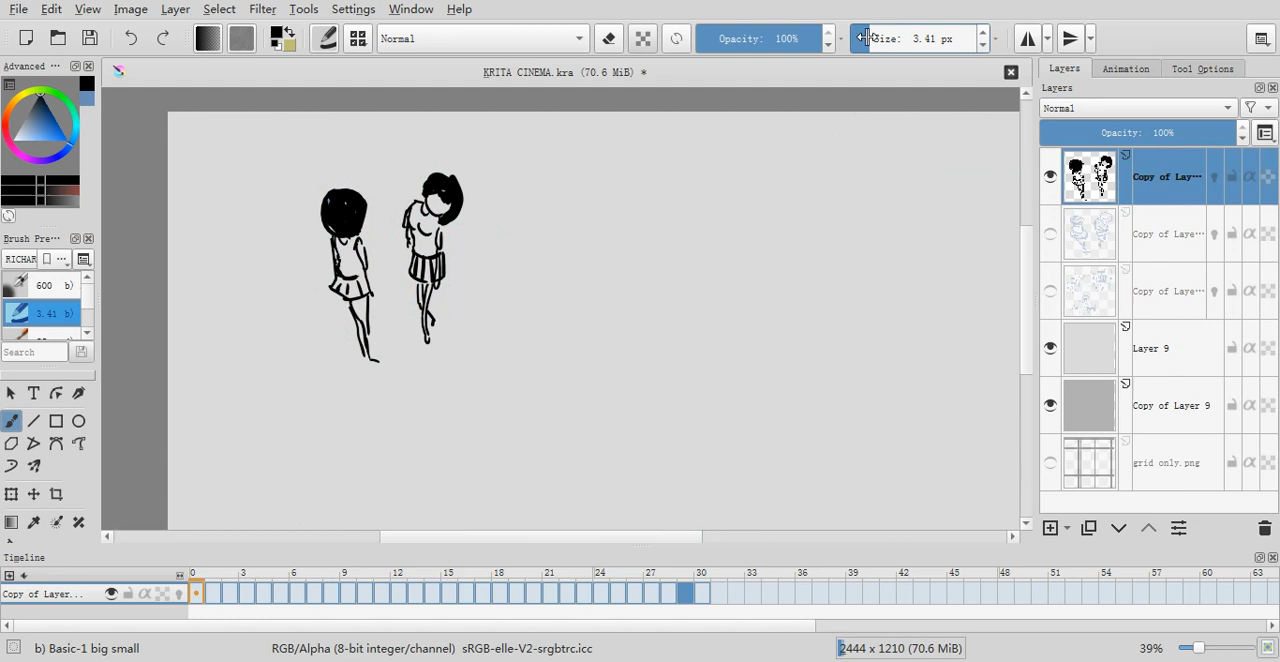 File Edit View Image Layer Select Filter Tools Settings Window Help
Normal Opacity: 100% Size: 3.41 px
Advanced ···
KRITA CINEMA.kra (70.6 MiB) *
Layers Animation Tool Options
Layers
Normal
Opacity: 100%
Copy of Lay···
Copy of Laye···
Copy of Laye···
Layer 9
Copy of Layer 9
grid only.png
Brush Pre···
RICHAR
600 b)
3.41 b)
Search
Timeline
0 3 6 9 12 15 18 21 24 27 30 33 36 39 42 45 48 51 54 57 60 63
Copy of Layer...
b) Basic-1 big small RGB/Alpha (8-bit integer/channel) sRGB-elle-V2-srgbtrc.icc 2444 x 1210 (70.6 MiB) 39%